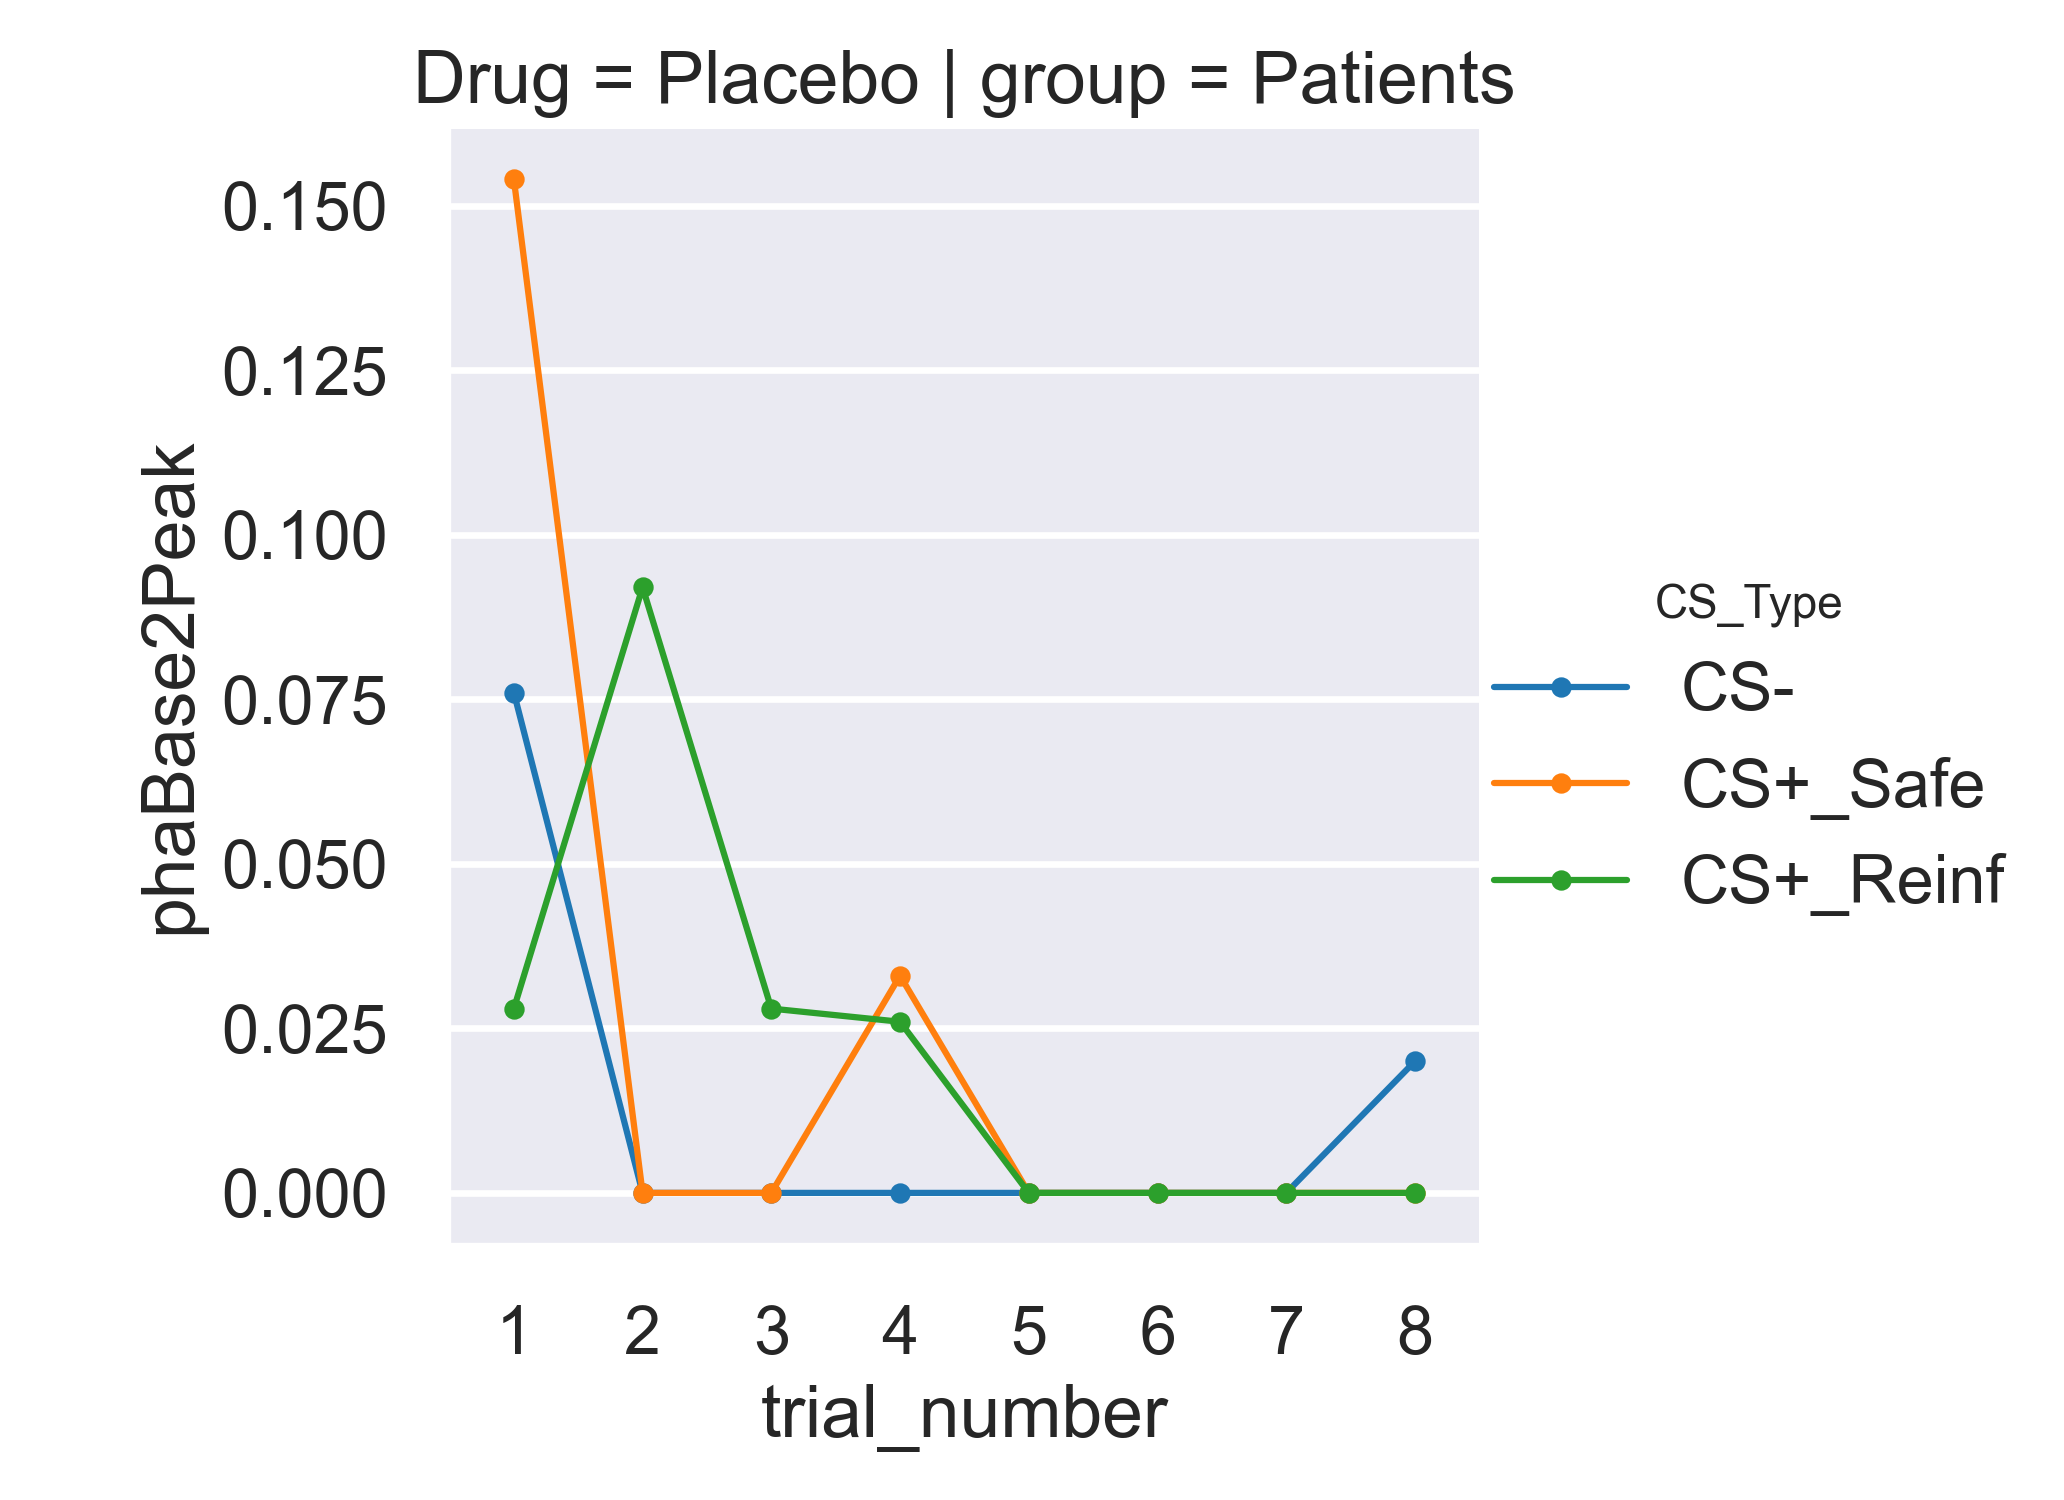 Drug = Placebo | group = Patients
0.150
0.125
0.100
0.075
0.050
0.025
0.000
phaBase2Peak
1 2 3 4 5 6 7 8
trial_number
CS_Type
CS-
CS+_Safe
CS+_Reinf